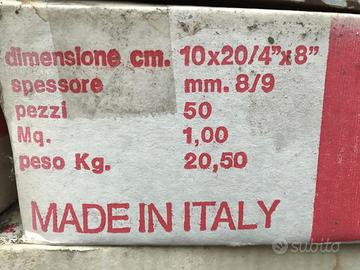 dimensione cm. 10x20/4"x8"
spessore mm. 8/9
pezzi 50
Mq. 1,00
peso Kg. 20,50
MADE IN ITALY
subito